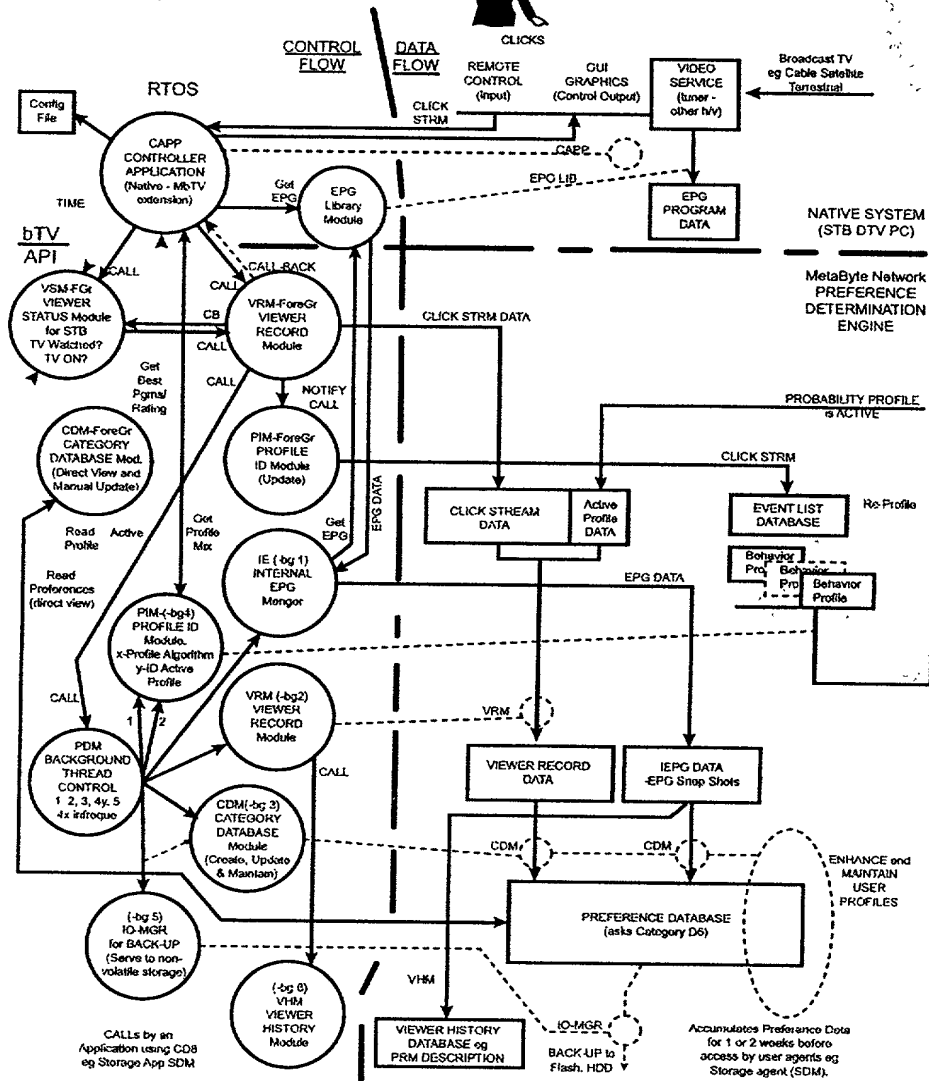 CLICKS
CONTROL
FLOW
DATA
FLOW
REMOTE
CONTROL
(Input)
GUI
GRAPHICS
(Control Output)
VIDEO
SERVICE
(tuner -
other h/v)
Broadcast TV
eg Cable Satellite
Terrestrial
RTOS
Config
File
CLICK
STRM
CAPP
CONTROLLER
APPLICATION
(Native - MbTV
extension)
CAPP
Get
EPG
EPG
Library
Module
EPG LIB
EPG
PROGRAM
DATA
NATIVE SYSTEM
(STB DTV PC)
TIME
bTV
API
CALL
CALL-BACK
CALL
MetaByte Network
PREFERENCE
DETERMINATION
ENGINE
VSM-FGr
VIEWER
STATUS Module
for STB
TV Watched?
TV ON?
CB
CALL
VRM-ForeGr
VIEWER
RECORD
Module
CLICK STRM DATA
Get
Best
Pgms/
Rating
CALL
NOTIFY
CALL
PROBABILITY PROFILE
is ACTIVE
CDM-ForeGr
CATEGORY
DATABASE Mod.
(Direct View and
Manual Update)
PIM-ForeGr
PROFILE
ID Module
(Update)
CLICK STRM
EPG DATA
CLICK STREAM
DATA
Active
Profile
DATA
EVENT LIST
DATABASE
Re-Profile
Read Active
Profile
Get
Profile
Mix
Get
EPG
Read
Preferences
(direct view)
IE (-bg 1)
INTERNAL
EPG
Manger
EPG DATA
Behavior
Pro
Behavior
Pro
Behavior
Profile
PIM-(-bg4)
PROFILE ID
Module.
x-Profile Algorithm
y-ID Active
Profile
VRM (-bg2)
VIEWER
RECORD
Module
VRM
CALL
1
2
PDM
BACKGROUND
THREAD
CONTROL
1 2, 3, 4y. 5
4x infreque
CALL
VIEWER RECORD
DATA
IEPG DATA
-EPG Snap Shots
CDM(-bg 3)
CATEGORY
DATABASE
Module
(Create, Update
& Maintain)
CDM
CDM
ENHANCE and
MAINTAIN
USER
PROFILES
PREFERENCE DATABASE
(asks Category D6)
(-bg 5)
IO-MGR
for BACK-UP
(Serve to non-
volatile storage)
(-bg 6)
VHM
VIEWER
HISTORY
Module
VHM
IO-MGR
VIEWER HISTORY
DATABASE eg
PRM DESCRIPTION
BACK-UP to
Flash, HDD
Accumulates Preference Data
for 1 or 2 weeks before
access by user agents eg
Storage agent (SDM).
CALLs by an
Application using CD8
eg Storage App SDM